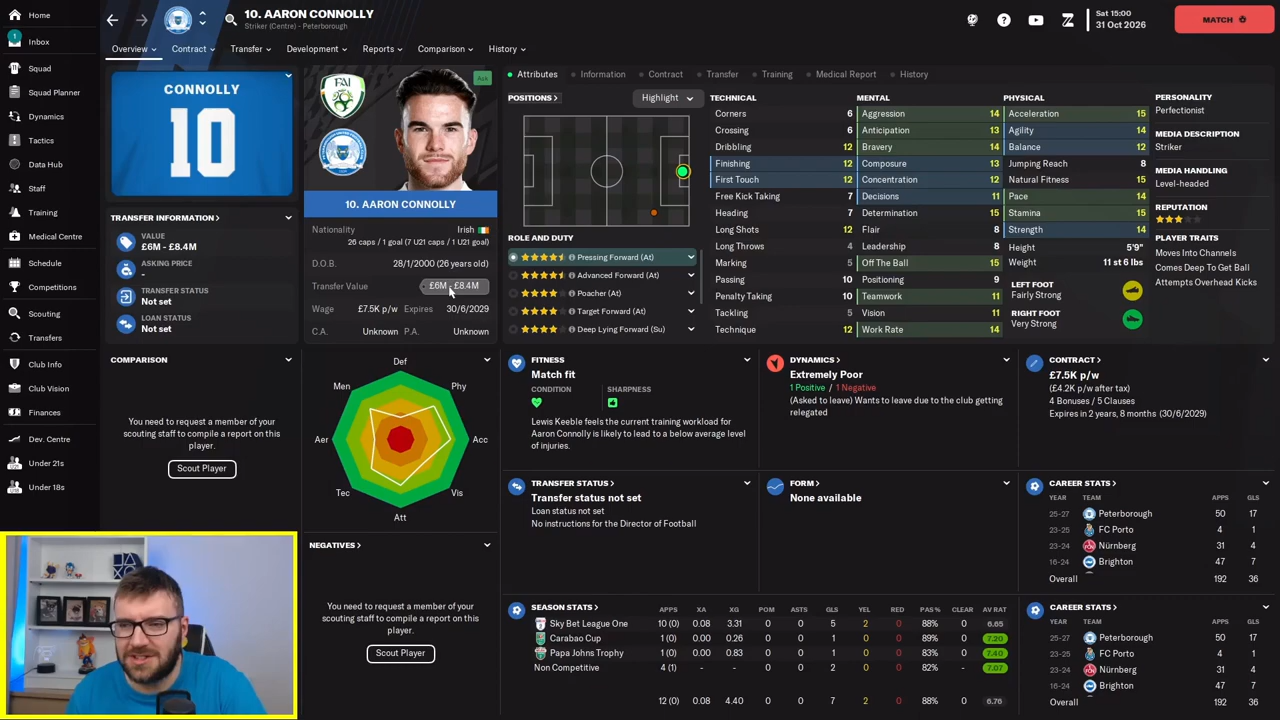 Home
Inbox
1
Squad
Squad Planner
Dynamics
Tactics
Data Hub
Staff
Training
Medical Centre
Schedule
Competitions
Scouting
Transfers
Club Info
Club Vision
Finances
Dev. Centre
Under 21s
Under 18s
10. AARON CONNOLLY
Striker (Centre) - Peterborough
Sat 15:00
31 Oct 2026
MATCH
Overview
Contract
Transfer
Development
Reports
Comparison
History
CONNOLLY
10
TRANSFER INFORMATION >
VALUE
£6M - £8.4M
ASKING PRICE
-
TRANSFER STATUS
Not set
LOAN STATUS
Not set
Ask
FAI
10. AARON CONNOLLY
Nationality Irish
26 caps / 1 goal (7 U21 caps / 1 U21 goal)
D.O.B. 28/1/2000 (26 years old)
Transfer Value £6M - £8.4M
Wage £7.5K p/w Expires 30/6/2029
C.A. Unknown P.A. Unknown
Attributes
Information
Contract
Transfer
Training
Medical Report
History
POSITIONS >
Highlight
ROLE AND DUTY
Pressing Forward (At)
Advanced Forward (At)
Poacher (At)
Target Forward (At)
Deep Lying Forward (Su)
TECHNICAL
Corners 6
Crossing 6
Dribbling 12
Finishing 12
First Touch 12
Free Kick Taking 7
Heading 7
Long Shots 12
Long Throws 4
Marking 5
Passing 10
Penalty Taking 10
Tackling 5
Technique 12
MENTAL
Aggression 14
Anticipation 13
Bravery 14
Composure 13
Concentration 12
Decisions 11
Determination 15
Flair 8
Leadership 8
Off The Ball 15
Positioning 9
Teamwork 11
Vision 11
Work Rate 14
PHYSICAL
Acceleration 15
Agility 14
Balance 12
Jumping Reach 8
Natural Fitness 15
Pace 14
Stamina 15
Strength 14
Height 5'9"
Weight 11 st 6 lbs
LEFT FOOT
Fairly Strong
RIGHT FOOT
Very Strong
PERSONALITY
Perfectionist
MEDIA DESCRIPTION
Striker
MEDIA HANDLING
Level-headed
REPUTATION
PLAYER TRAITS
Moves Into Channels
Comes Deep To Get Ball
Attempts Overhead Kicks
COMPARISON
You need to request a member of your
scouting staff to compile a report on this
player.
Scout Player
Def
Phy
Acc
Vis
Att
Tec
Aer
Men
NEGATIVES >
You need to request a member of your
scouting staff to compile a report on this
player.
Scout Player
FITNESS
Match fit
CONDITION
SHARPNESS
Lewis Keeble feels the current training workload for
Aaron Connolly is likely to lead to a below average level
of injuries.
DYNAMICS >
Extremely Poor
1 Positive / 1 Negative
(Asked to leave) Wants to leave due to the club getting
relegated
CONTRACT >
£7.5K p/w
(£4.2K p/w after tax)
4 Bonuses / 5 Clauses
Expires in 2 years, 8 months (30/6/2029)
TRANSFER STATUS >
Transfer status not set
Loan status not set
No instructions for the Director of Football
FORM >
None available
CAREER STATS >
YEAR TEAM APPS GLS
25-27 Peterborough 50 17
23-25 FC Porto 4 1
23-24 Nürnberg 31 4
16-24 Brighton 47 7
Overall 192 36
SEASON STATS > APPS XA XG POM ASTS GLS YEL RED PAS% CLEAR AV RAT
Sky Bet League One 10 (0) 0.08 3.31 0 0 5 2 0 88% 0 6.65
Carabao Cup 1 (0) 0.00 0.26 0 0 1 0 0 89% 0 7.20
Papa Johns Trophy 1 (0) 0.00 0.83 0 0 1 0 0 83% 0 7.40
Non Competitive 4 (1) - - 0 0 2 0 0 82% - 7.07
12 (0) 0.08 4.40 0 0 7 2 0 88% 0 6.76
CAREER STATS >
YEAR TEAM APPS GLS
25-27 Peterborough 50 17
23-25 FC Porto 4 1
23-24 Nürnberg 31 4
16-24 Brighton 47 7
Overall 192 36